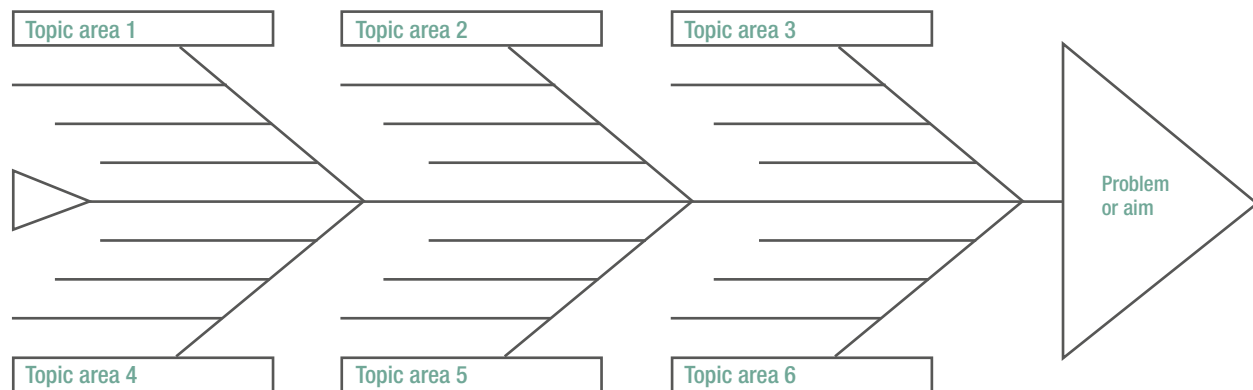 Topic area 1
Topic area 2
Topic area 3
Problem
or aim
Topic area 4
Topic area 5
Topic area 6